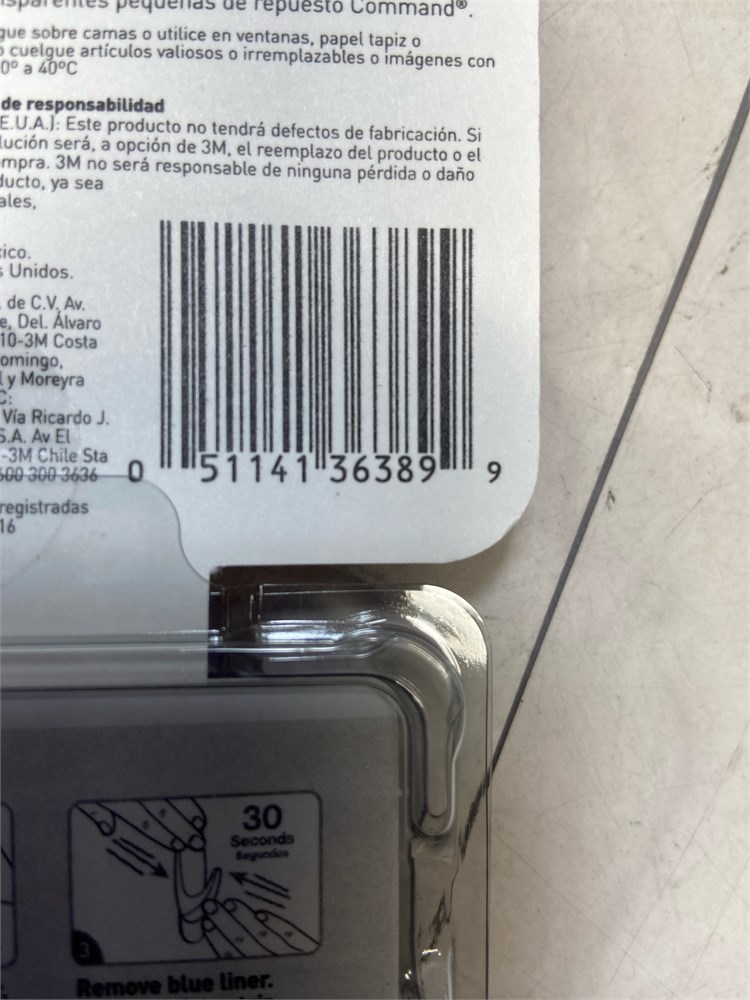 sparentes pequeñas de repuesto Command®.
gue sobre camas o utilice en ventanas, papel tapiz o
o cuelgue artículos valiosos o irremplazables o imágenes con
0° a 40°C
de responsabilidad
E.U.A.): Este producto no tendrá defectos de fabricación. Si
lución será, a opción de 3M, el reemplazo del producto o el
mpra. 3M no será responsable de ninguna pérdida o daño
ducto, ya sea
ales,
ico.
s Unidos.
. de C.V. Av.
e, Del. Álvaro
10-3M Costa
omingo,
l y Moreyra
C:
Vía Ricardo J.
S.A. Av El
-3M Chile Sta
600 300 3636
registradas
16
0 51141 36389 9
30
Seconds
Segundos
3
Remove blue liner.